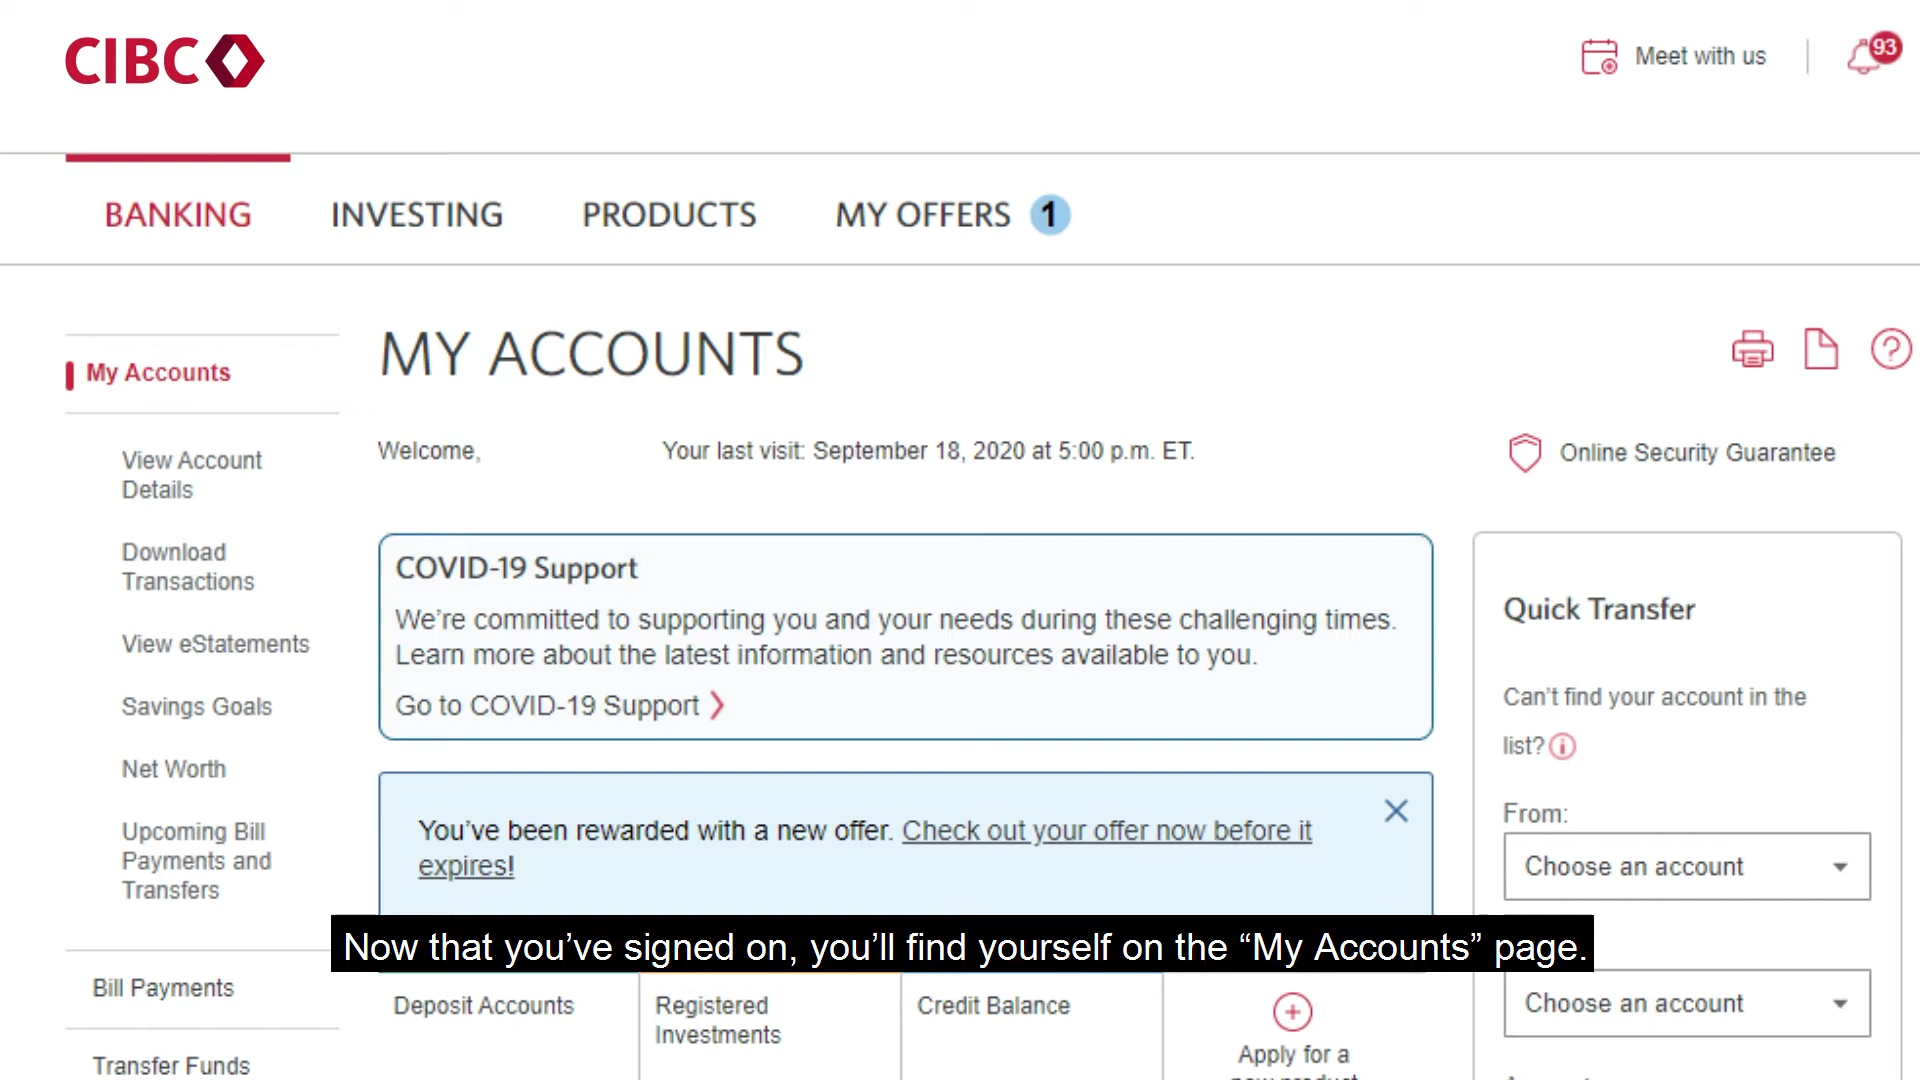 CIBC
Meet with us
93
BANKING
INVESTING
PRODUCTS
MY OFFERS 1
My Accounts
View Account
Details
Download
Transactions
View eStatements
Savings Goals
Net Worth
Upcoming Bill
Payments and
Transfers
Bill Payments
Transfer Funds
MY ACCOUNTS
Welcome,
Your last visit: September 18, 2020 at 5:00 p.m. ET.
Online Security Guarantee
COVID-19 Support
We’re committed to supporting you and your needs during these challenging times.
Learn more about the latest information and resources available to you.
Go to COVID-19 Support
You’ve been rewarded with a new offer. Check out your offer now before it
expires!
Quick Transfer
Can’t find your account in the
list?
From:
Choose an account
Now that you’ve signed on, you’ll find yourself on the “My Accounts” page.
Choose an account
Deposit Accounts
Registered
Investments
Credit Balance
Apply for a
new product